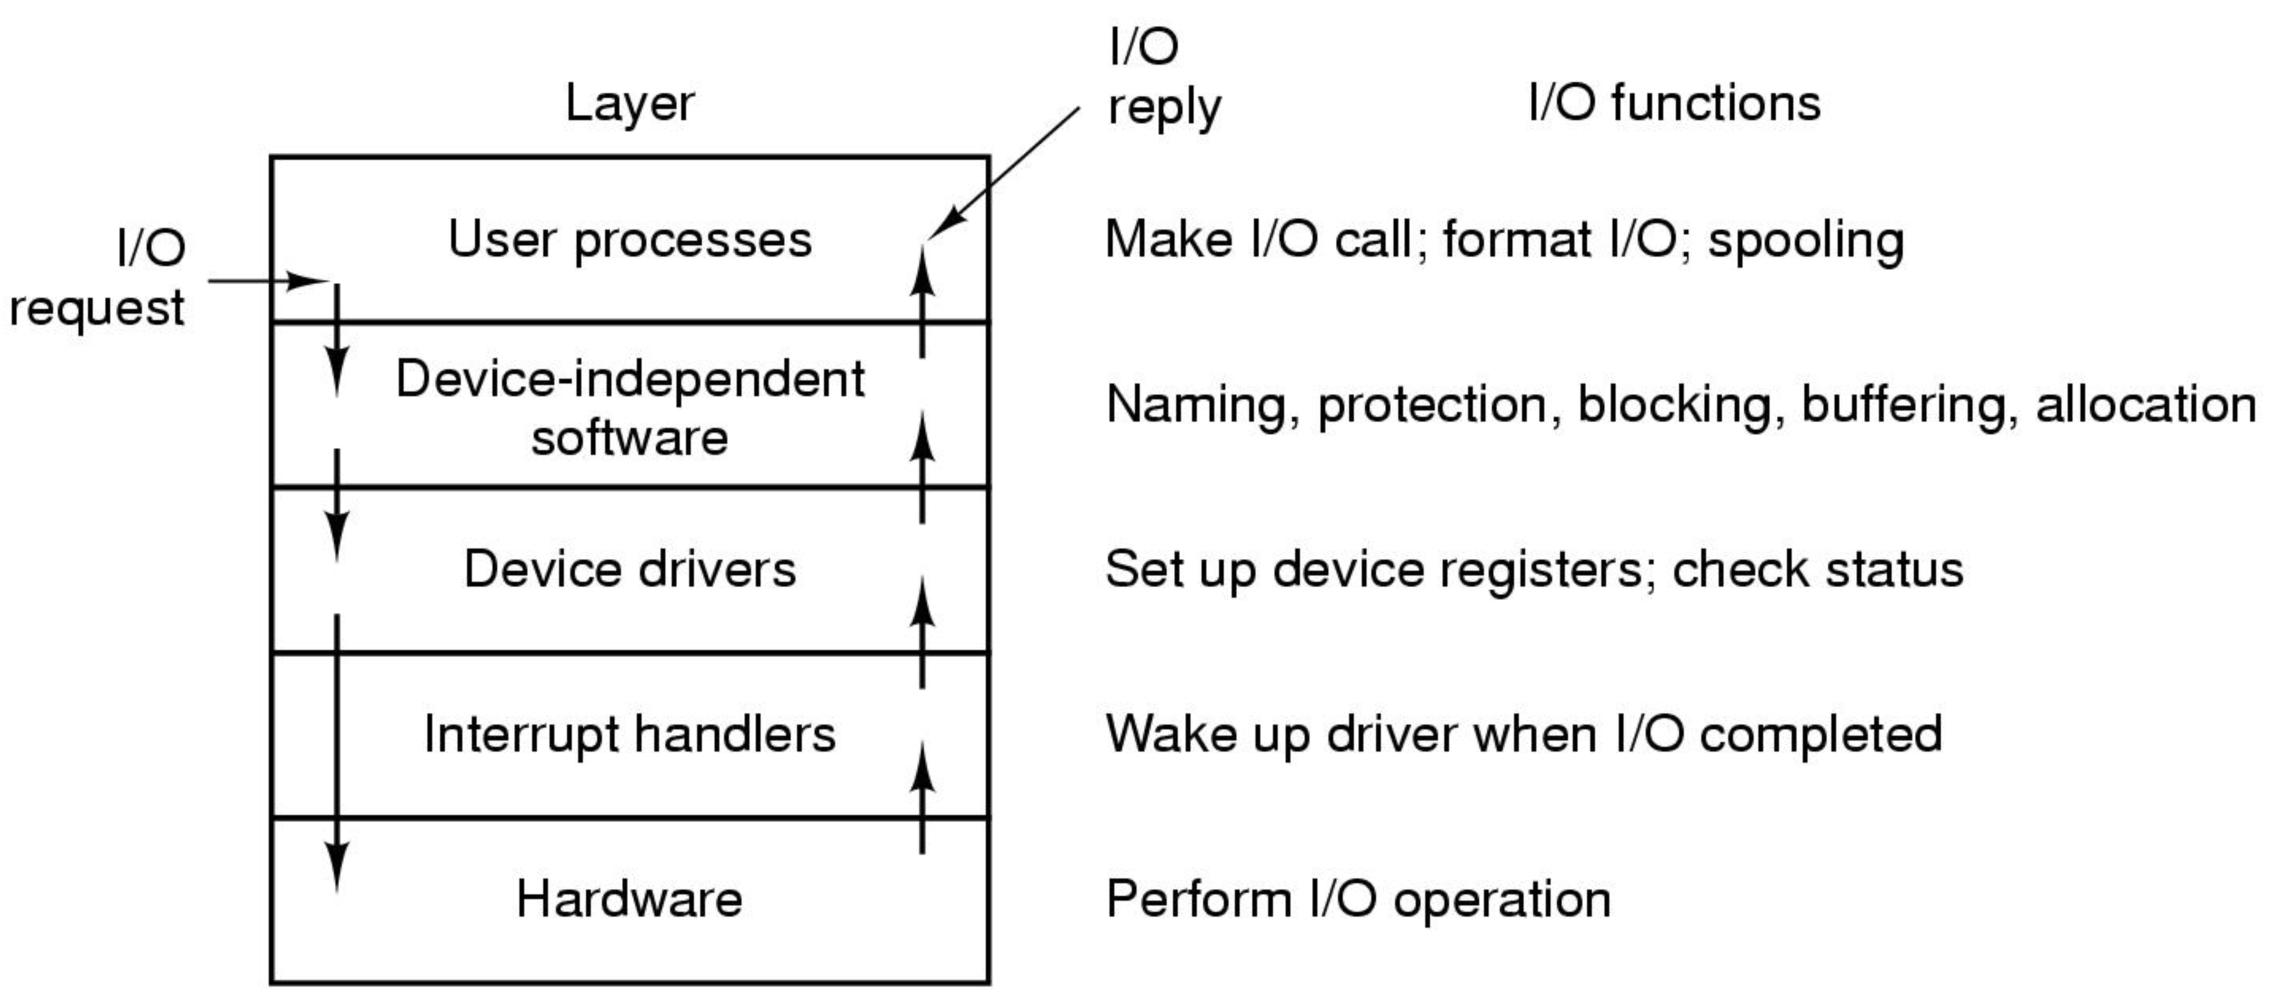 I/O
reply
Layer
I/O functions
I/O
request
User processes
Make I/O call; format I/O; spooling
Device-independent
software
Naming, protection, blocking, buffering, allocation
Device drivers
Set up device registers; check status
Interrupt handlers
Wake up driver when I/O completed
Hardware
Perform I/O operation